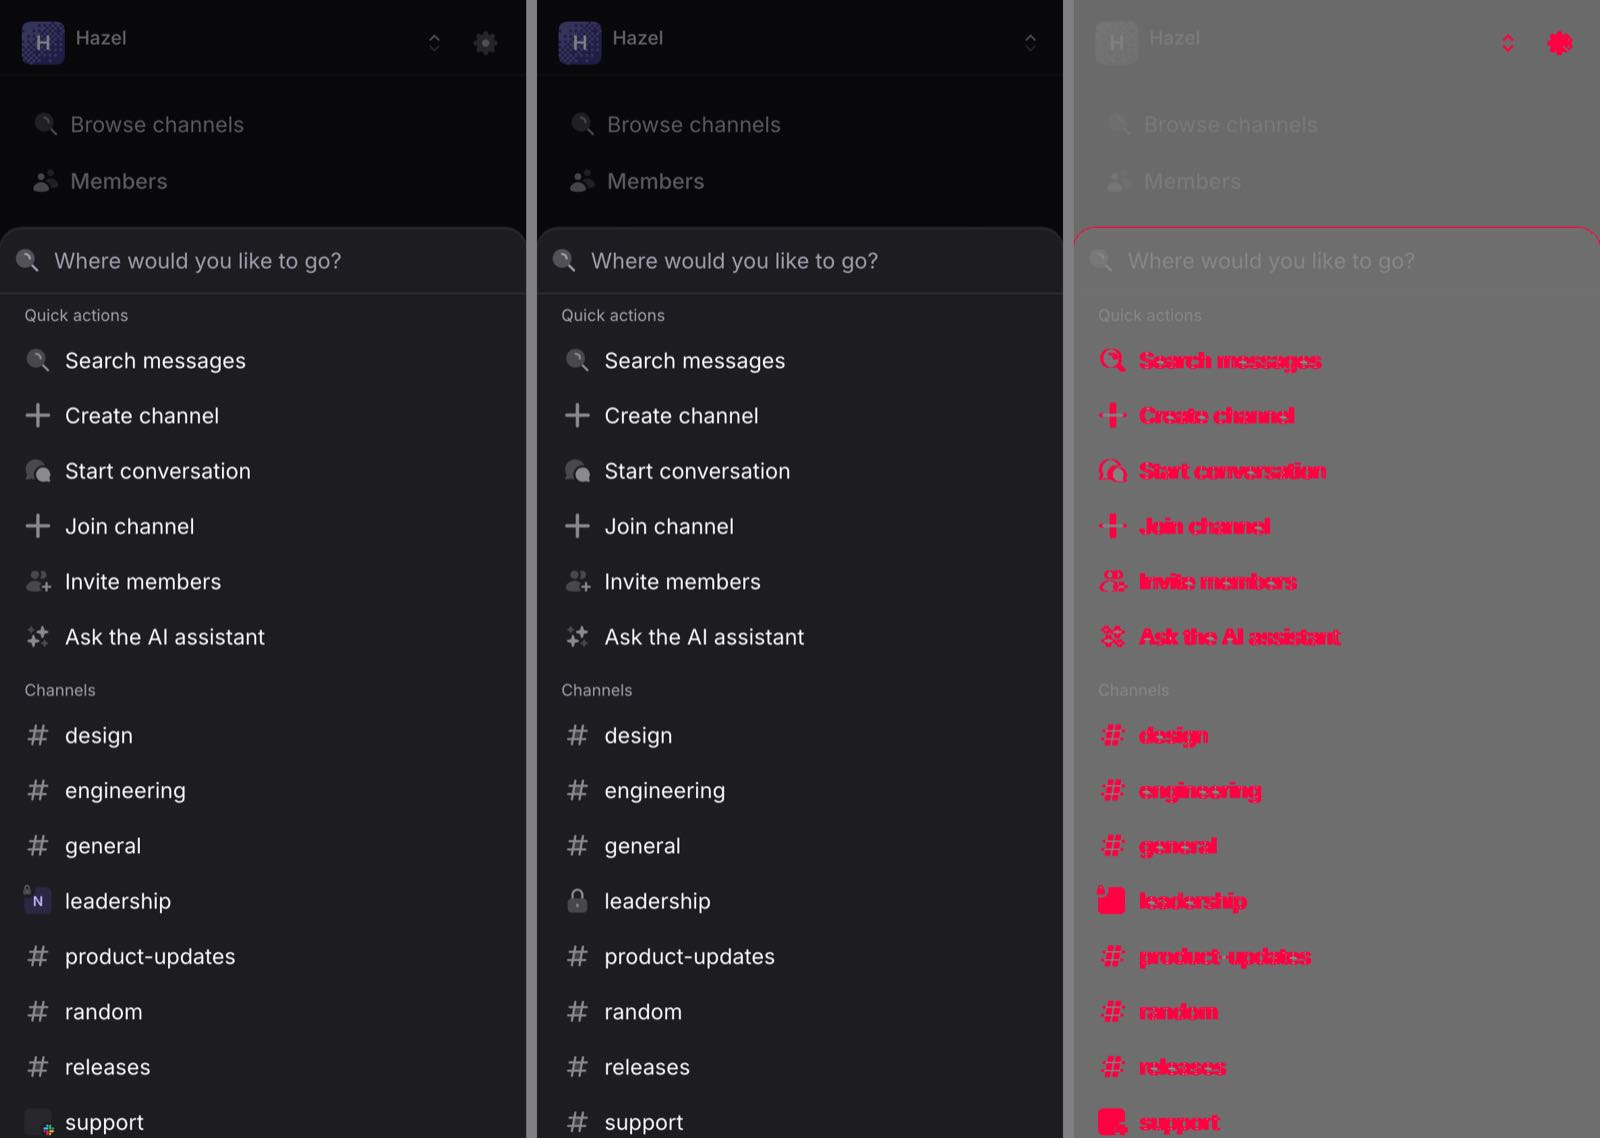 H Hazel
Browse channels
Members
Where would you like to go?
Quick actions
Search messages
Create channel
Start conversation
Join channel
Invite members
Ask the AI assistant
Channels
# design
# engineering
# general
N leadership
# product-updates
# random
# releases
support
H Hazel
Browse channels
Members
Where would you like to go?
Quick actions
Search messages
Create channel
Start conversation
Join channel
Invite members
Ask the AI assistant
Channels
# design
# engineering
# general
leadership
# product-updates
# random
# releases
# support
H Hazel
Browse channels
Members
Where would you like to go?
Quick actions
Search messages
Create channel
Start conversation
Join channel
Invite members
Ask the AI assistant
Channels
# design
# engineering
# general
leadership
# product-updates
# random
# releases
support